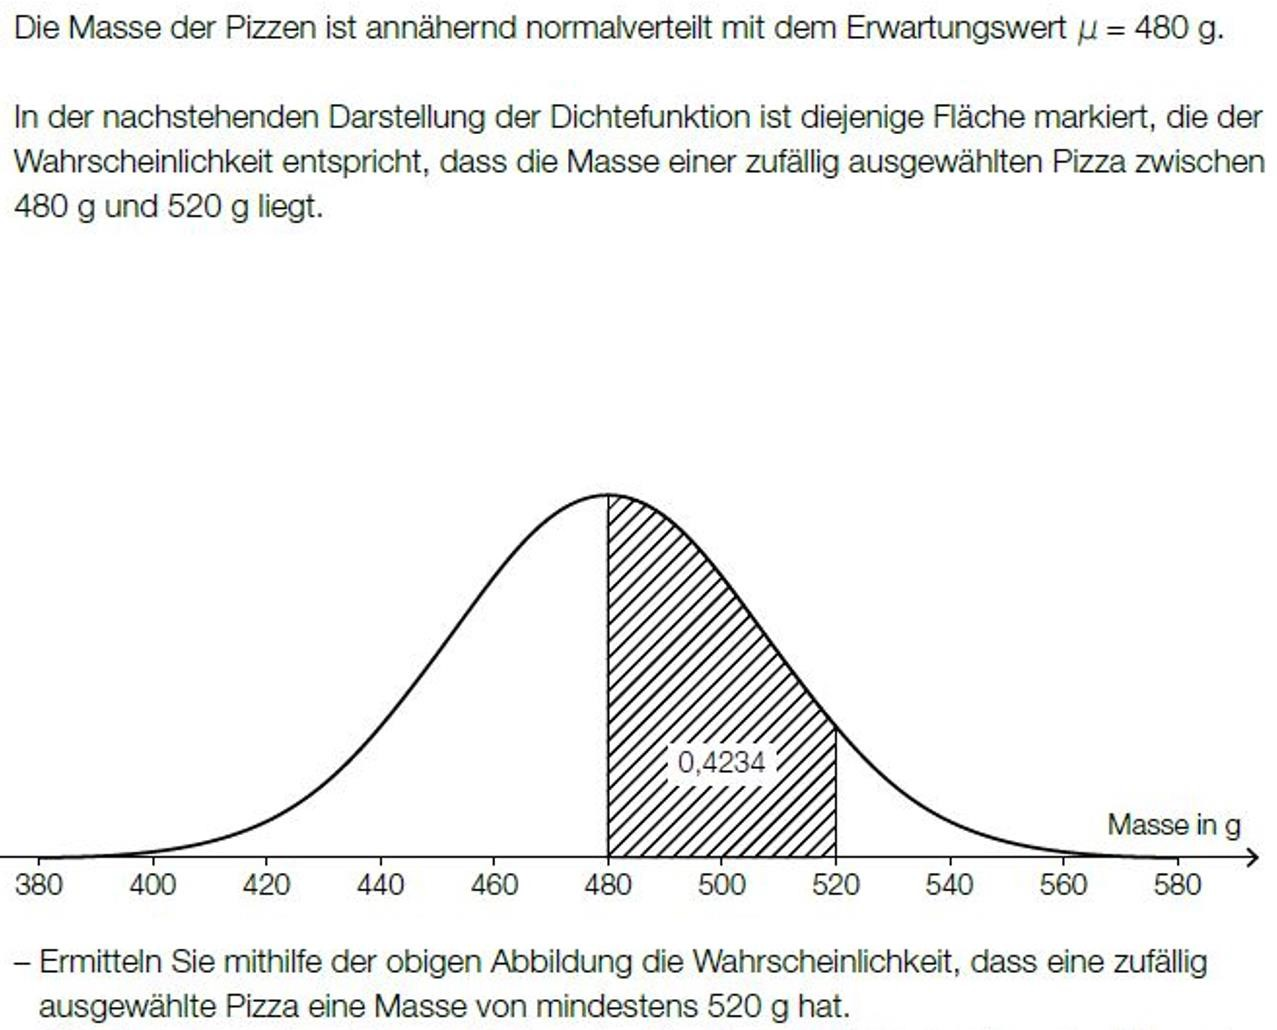 Die Masse der Pizzen ist annähernd normalverteilt mit dem Erwartungswert μ = 480 g.
In der nachstehenden Darstellung der Dichtefunktion ist diejenige Fläche markiert, die der
Wahrscheinlichkeit entspricht, dass die Masse einer zufällig ausgewählten Pizza zwischen
480 g und 520 g liegt.
0,4234
Masse in g
380 400 420 440 460 480 500 520 540 560 580
– Ermitteln Sie mithilfe der obigen Abbildung die Wahrscheinlichkeit, dass eine zufällig
ausgewählte Pizza eine Masse von mindestens 520 g hat.